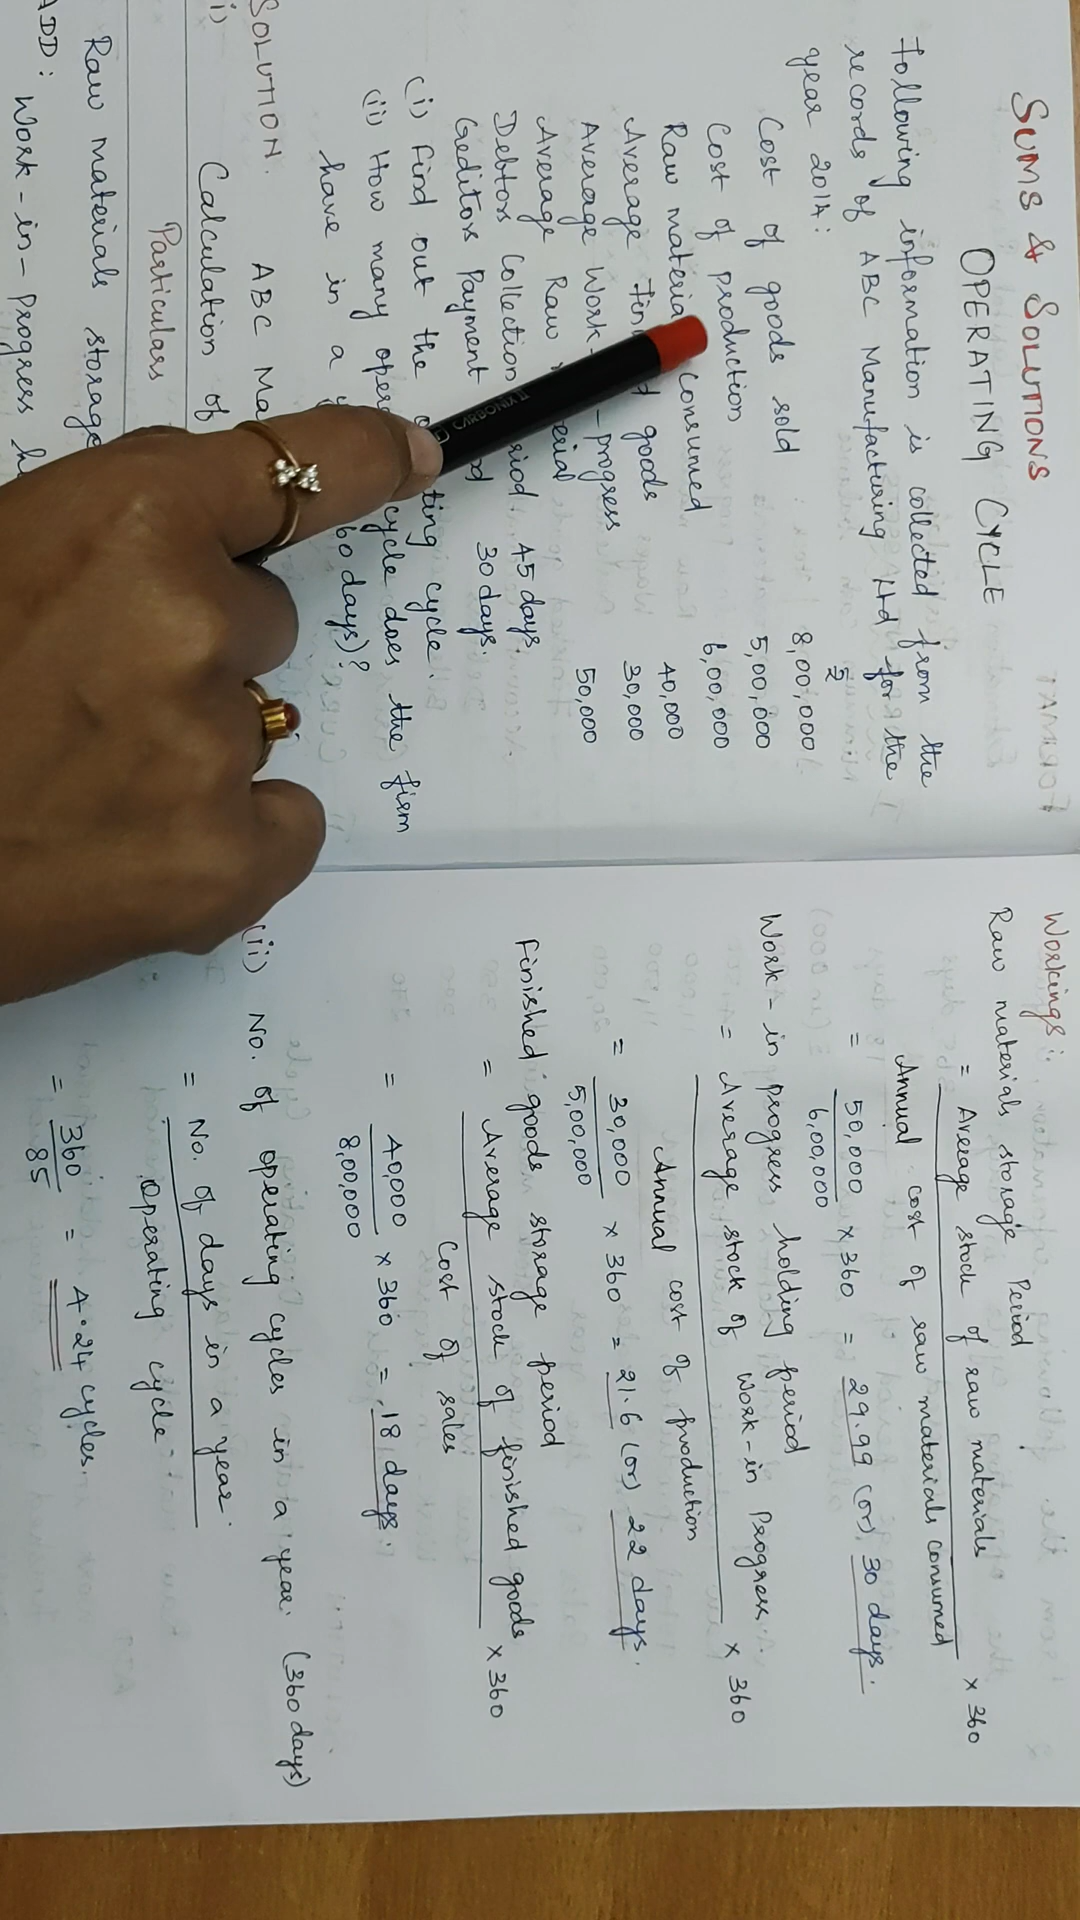 SUMS & SOLUTIONS
OPERATING CYCLE
Following information is collected from the
records of ABC Manufacturing Ltd for the
year 2014:
₹
Cost of goods sold 8,00,000
Cost of production 5,00,000
Raw material consumed 6,00,000
Average goods 40,000
Average Work- -progress 30,000
Average Raw 50,000
Debtors Collection 45 days.
Creditors Payment 30 days.
(i) Find out the cycle.
(ii) How many cycle does the firm
have in a 60 days)?
SOLUTION.
ABC
i) Calculation of
Particulars
Raw materials storage
ADD: Work-in-Progress
CARBONIX II
Workings:
Raw materials storage Period
= Average stock of raw materials × 360
Annual cost of raw materials consumed
= 50,000 × 360 = 29.99 (or) 30 days.
6,00,000
Work-in progress holding period
= Average stock of Work-in Progress × 360
Annual cost of production
= 30,000 × 360 = 21.6 (or) 22 days.
5,00,000
Finished goods storage period
= Average stock of finished goods × 360
Cost of sales
= 40,000 × 360 = 18 days.
8,00,000
(ii) No. of operating cycles in a year. (360 days)
= No. of days in a year.
Operating cycle.
= 360 = 4.24 cycles.
85